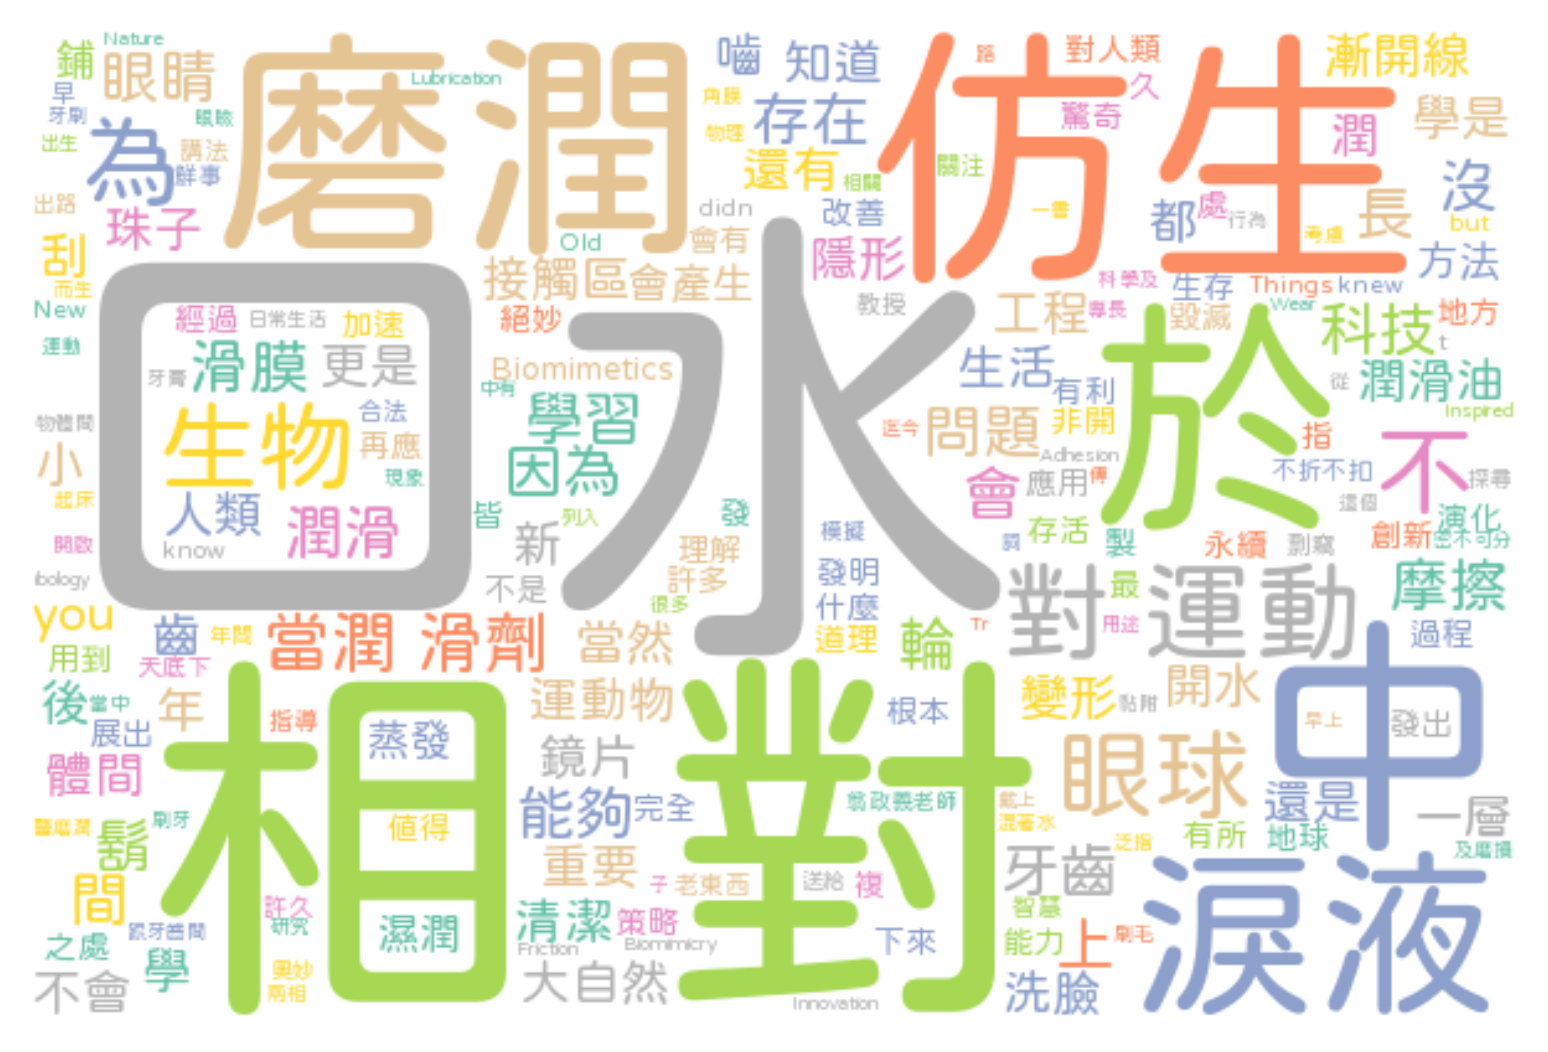 Nature
鋪
眼睛
早
牙刷
出生
為
眼瞼
講法
鮮事
出路
珠子
刮
而生
New
運動
磨潤
Lubrication
嚙
知道
角膜
存在
物理
還有
相關
didn
改善
會有
Old
隱形
接觸區
會產生
教授
仿生
路
對人類
久
驚奇
關注
一書
漸開線
潤
學是
沒
長
都
處
行為
考慮
but
方法
科學及
生存
Things
knew
Wear
工程
專長
毀滅
科技
地方
t
口水
經過
日常生活
加速
牙膏
滑膜
更是
生物
合法
再應
現象
人類
潤滑
know
絕妙
Biomimetics
中有
學習
因為
皆
列入
新
不是
發
理解
許多
很多
模擬
發明
什麼
道理
生活
有利
從
潤滑油
Inspired
迄今
問題
非開
Adhesion
指
不
於
會
應用
傳
不折不扣
探尋
這個
演化
存活
製
永續
剽竊
創新
密不可分
物體間
小
起床
開啟
ibology
you
齒
年間
當潤
滑劑
當然
用到
天底下
輪
Tr
對
最
用途
運動
摩擦
過程
後
當中
年
展出
指導
體間
運動物
根本
變形
黏附
開水
中
早上
發出
相對
蒸發
值得
濕潤
鏡片
能夠
完全
翁政義老師
戴上
混著水
眼球
還是
一層
醫磨潤
鬍
刷牙
重要
子
老東西
送給
複
牙齒
泛指
有所
地球
及磨損
間
許久
研究
清潔
策略
智慧
之處
跟牙齒間
學
Friction
Biomimicry
下來
能力
上
刷毛
淚液
不會
奧妙
兩相
大自然
Innovation
洗臉